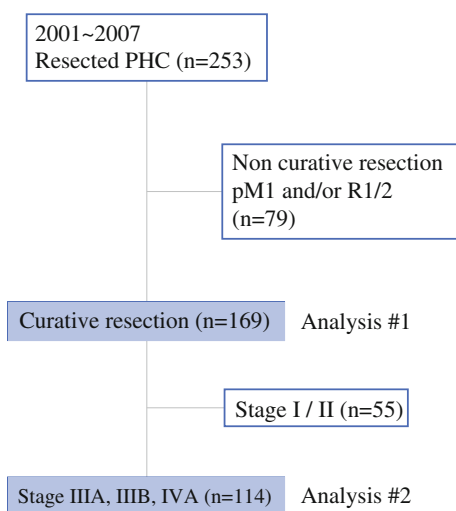 2001~2007
Resected PHC (n=253)
Non curative resection
pM1 and/or R1/2
(n=79)
Curative resection (n=169) Analysis #1
Stage I / II (n=55)
Stage IIIA, IIIB, IVA (n=114) Analysis #2